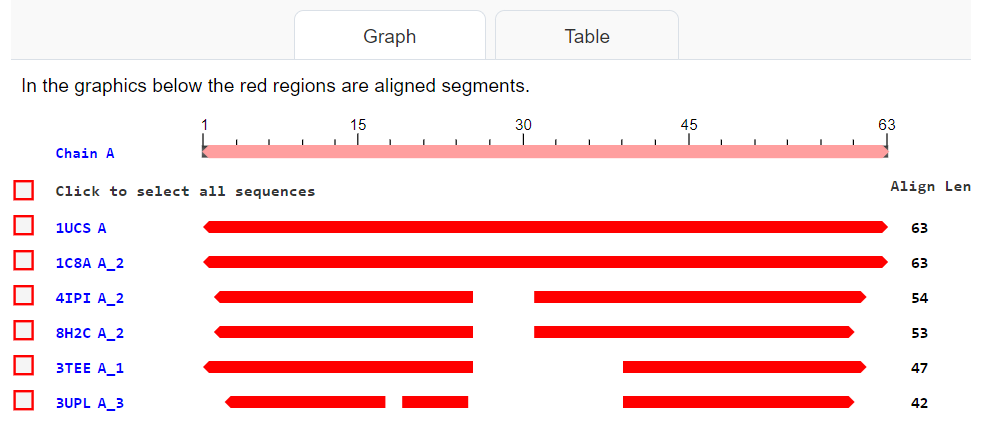 Graph Table
In the graphics below the red regions are aligned segments.
1 15 30 45 63
Chain A
Click to select all sequences Align Len
1UCS A 63
1C8A A_2 63
4IPI A_2 54
8H2C A_2 53
3TEE A_1 47
3UPL A_3 42